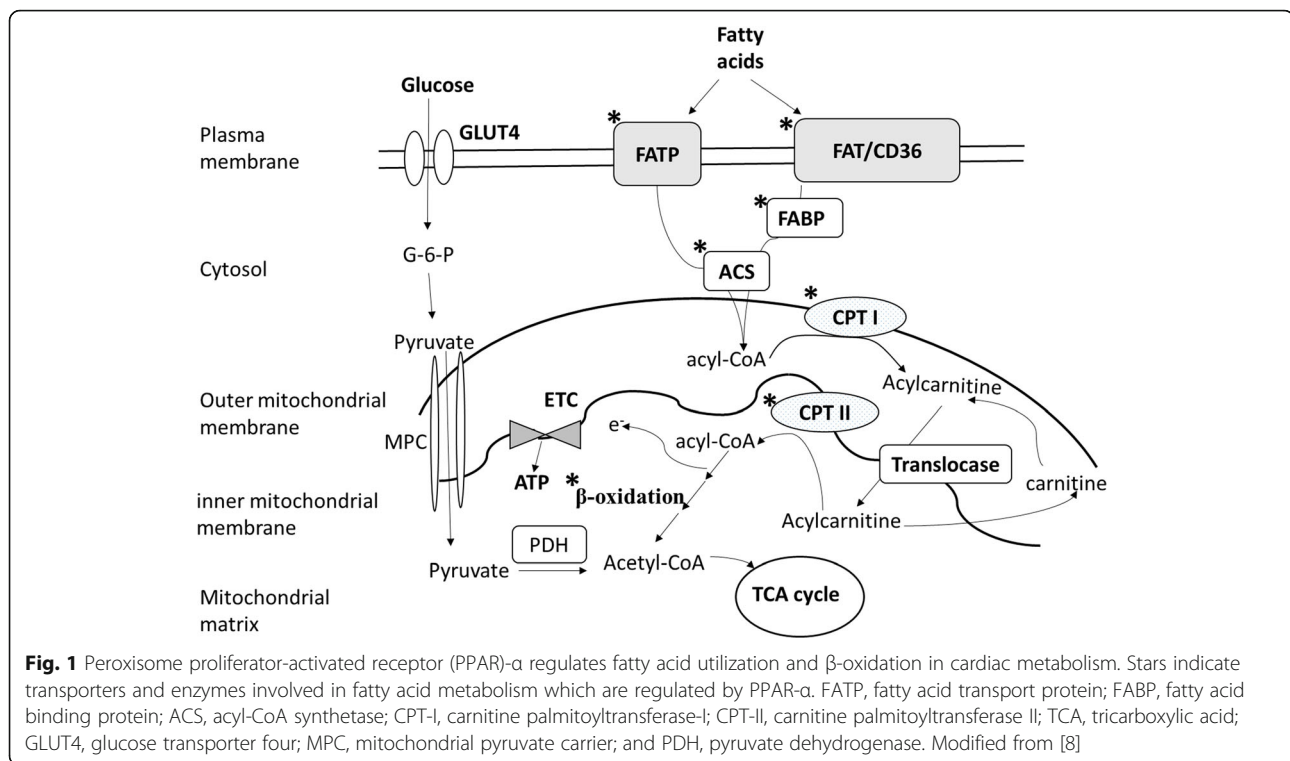 Fatty
acids
Glucose
Plasma
membrane
GLUT4
*
FATP
*
FAT/CD36
*
FABP
Cytosol
G-6-P
*
ACS
*
CPT I
Pyruvate
acyl-CoA
Acylcarnitine
Outer mitochondrial
membrane
MPC
ETC
e-
*
CPT II
acyl-CoA
Translocase
carnitine
ATP
*
β-oxidation
inner mitochondrial
membrane
Acylcarnitine
PDH
Pyruvate
Acetyl-CoA
TCA cycle
Mitochondrial
matrix
Fig. 1 Peroxisome proliferator-activated receptor (PPAR)-α regulates fatty acid utilization and β-oxidation in cardiac metabolism. Stars indicate
transporters and enzymes involved in fatty acid metabolism which are regulated by PPAR-α. FATP, fatty acid transport protein; FABP, fatty acid
binding protein; ACS, acyl-CoA synthetase; CPT-I, carnitine palmitoyltransferase-I; CPT-II, carnitine palmitoyltransferase II; TCA, tricarboxylic acid;
GLUT4, glucose transporter four; MPC, mitochondrial pyruvate carrier; and PDH, pyruvate dehydrogenase. Modified from [8]